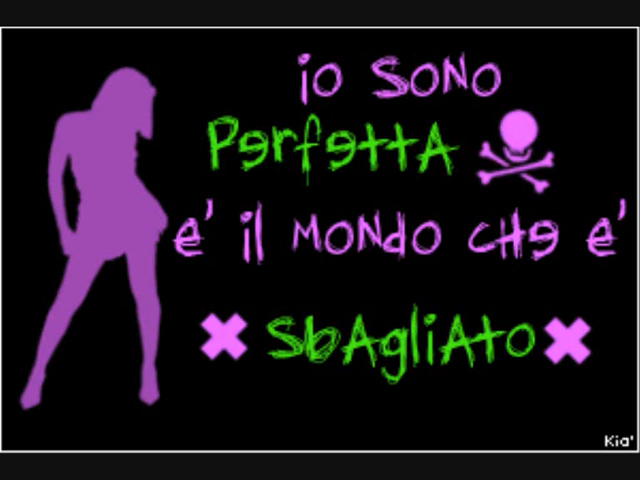 io SONO
PerfettA
e' il MONdO cHe e'
SbAgliAtO
Kia'